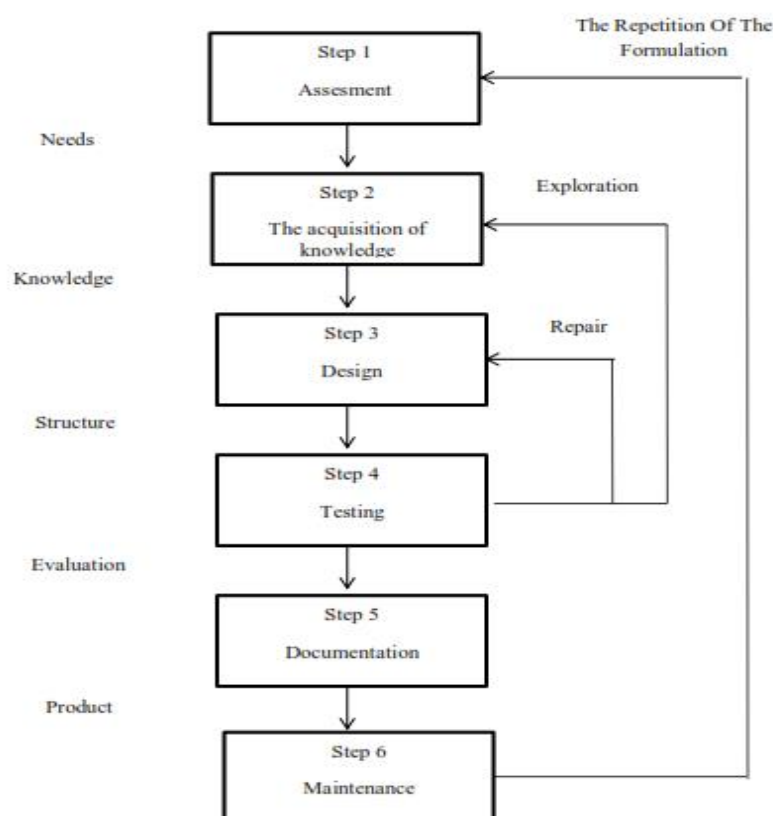 The Repetition Of The
Formulation
Step 1
Assesment
Needs
Step 2
The acquisition of
knowledge
Exploration
Knowledge
Step 3
Design
Repair
Structure
Step 4
Testing
Evaluation
Step 5
Documentation
Product
Step 6
Maintenance